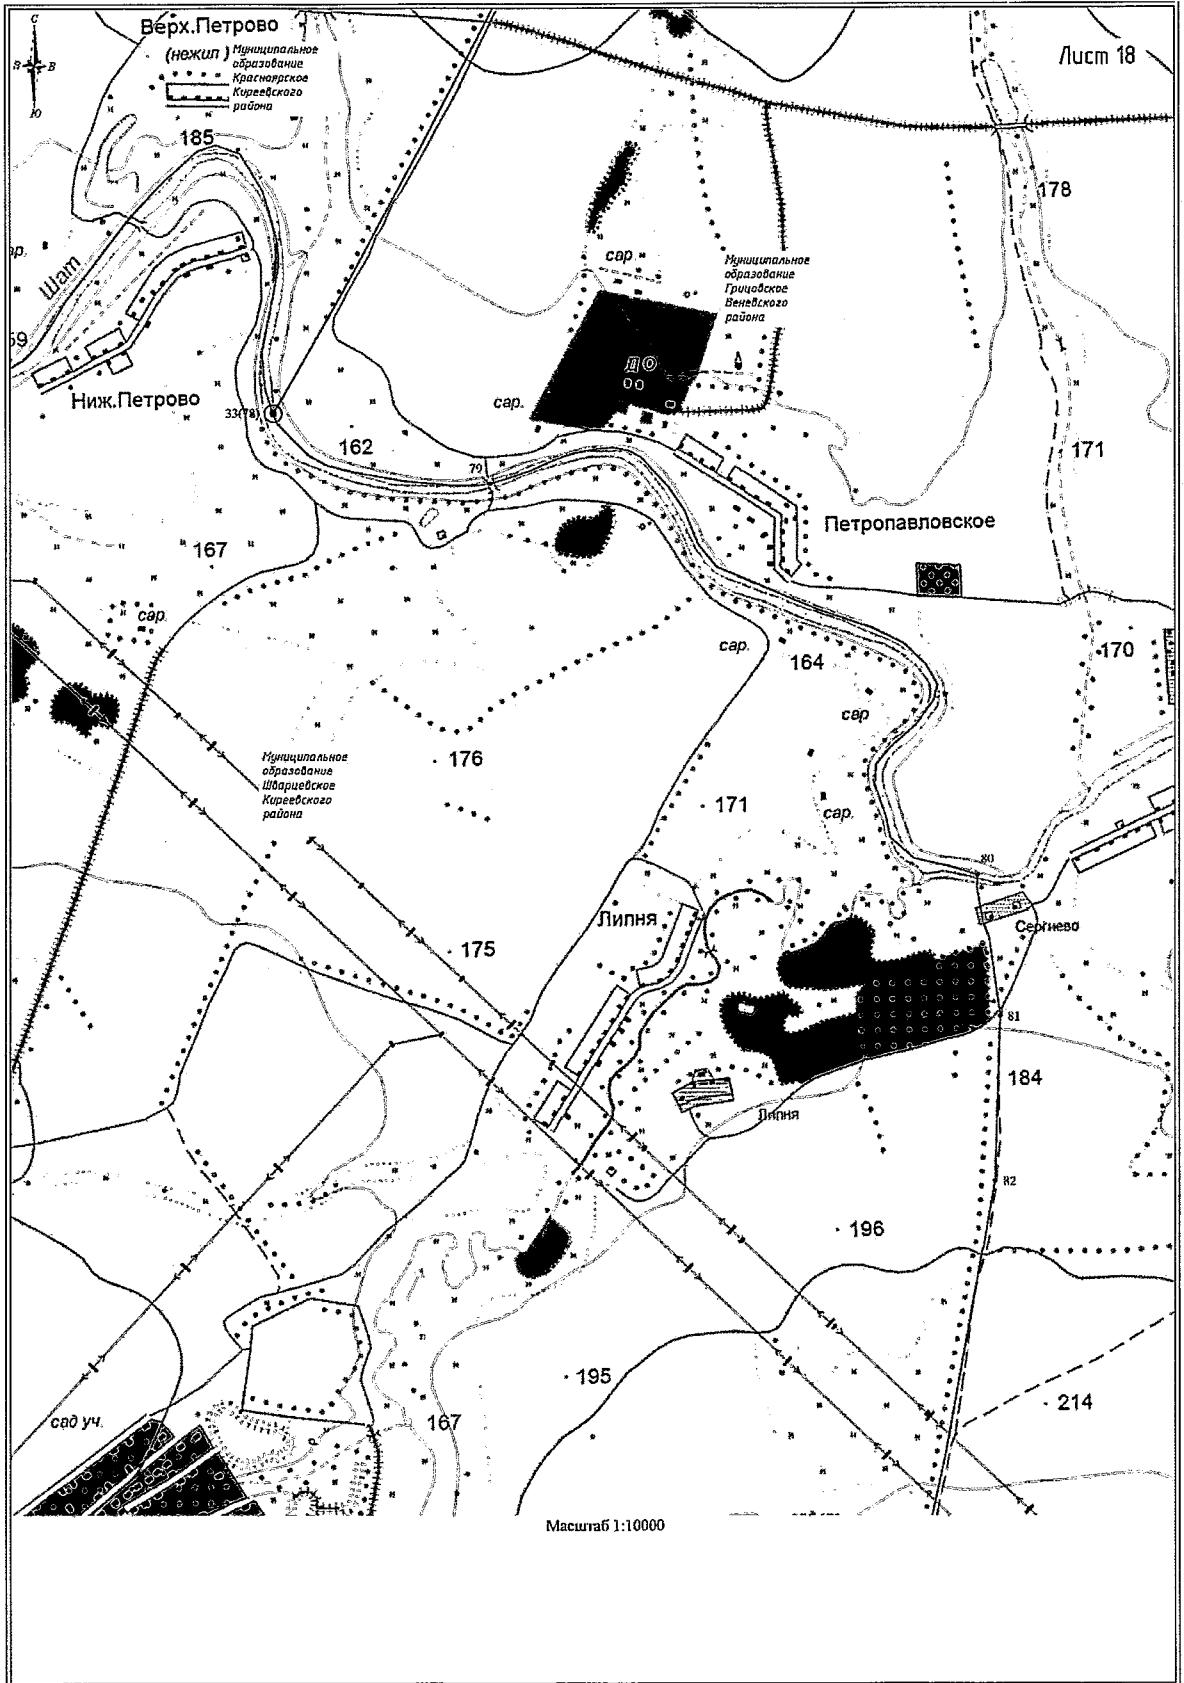 Верх.Петрово
(нежил)
Муниципальное
образование
Красноярское
Киреевского
района
Лист 18
С
З
В
Ю
185
178
Шат
сар
Муниципальное
образование
Грицовское
Веневского
района
ДО
Ниж.Петрово
33(78)
сар.
162
79
171
Петропавловское
167
сар.
сар.
164
170
сар
176
Муниципальное
образование
Шварцевское
Киреевского
района
171
сар.
80
Липня
Сергиево
175
81
184
Липня
82
196
195
214
сад уч.
167
Масштаб 1:10000